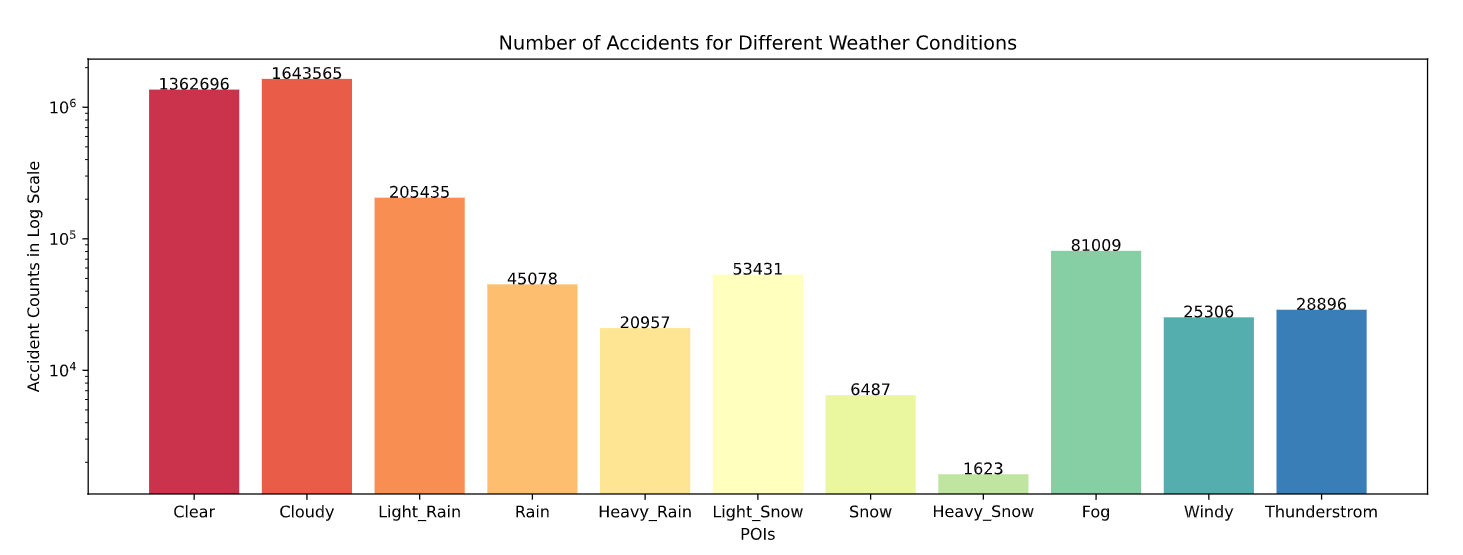 Number of Accidents for Different Weather Conditions
Accident Counts in Log Scale
10⁶
10⁵
10⁴
1362696
1643565
205435
45078
20957
53431
6487
1623
81009
25306
28896
Clear
Cloudy
Light_Rain
Rain
Heavy_Rain
Light_Snow
Snow
Heavy_Snow
Fog
Windy
Thunderstrom
POIs